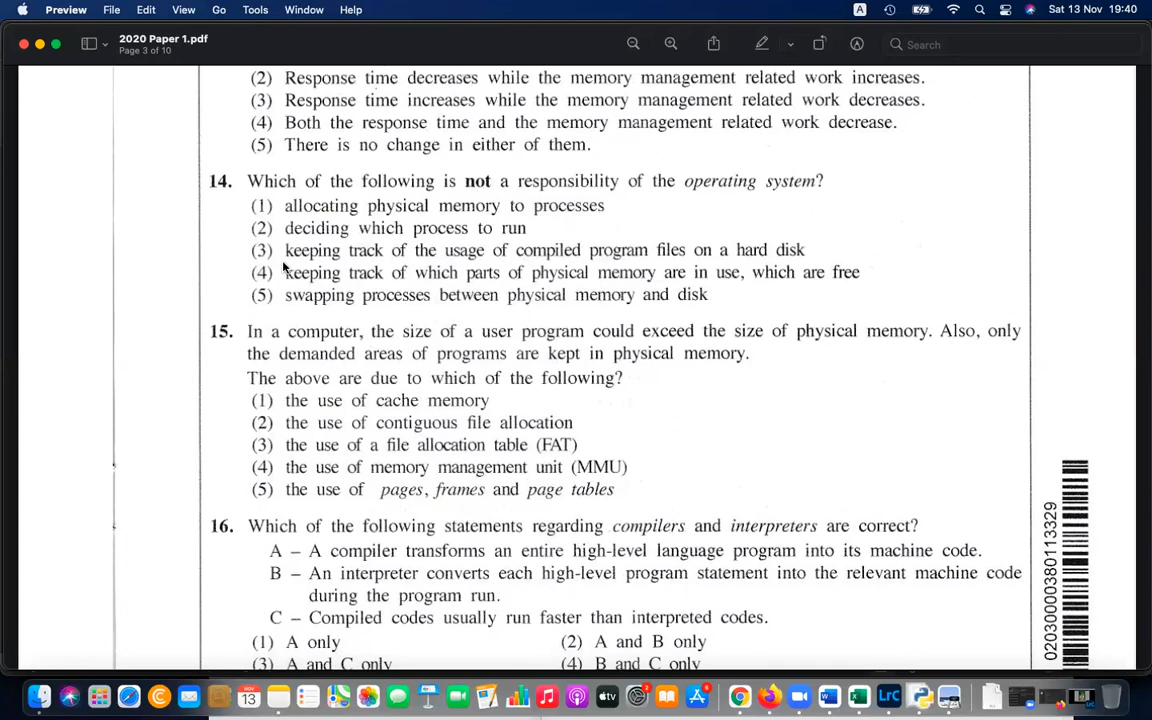 Preview File Edit View Go Tools Window Help A Sat 13 Nov 19:40
2020 Paper 1.pdf
Page 3 of 10
Search
(2) Response time decreases while the memory management related work increases.
(3) Response time increases while the memory management related work decreases.
(4) Both the response time and the memory management related work decrease.
(5) There is no change in either of them.
14. Which of the following is not a responsibility of the operating system?
(1) allocating physical memory to processes
(2) deciding which process to run
(3) keeping track of the usage of compiled program files on a hard disk
(4) keeping track of which parts of physical memory are in use, which are free
(5) swapping processes between physical memory and disk
15. In a computer, the size of a user program could exceed the size of physical memory. Also, only
the demanded areas of programs are kept in physical memory.
The above are due to which of the following?
(1) the use of cache memory
(2) the use of contiguous file allocation
(3) the use of a file allocation table (FAT)
(4) the use of memory management unit (MMU)
(5) the use of pages, frames and page tables
16. Which of the following statements regarding compilers and interpreters are correct?
A – A compiler transforms an entire high-level language program into its machine code.
B – An interpreter converts each high-level program statement into the relevant machine code
during the program run.
C – Compiled codes usually run faster than interpreted codes.
(1) A only (2) A and B only
(3) A and C only (4) B and C only
0203000380113329
NOV
13
tv
W
X
LrC